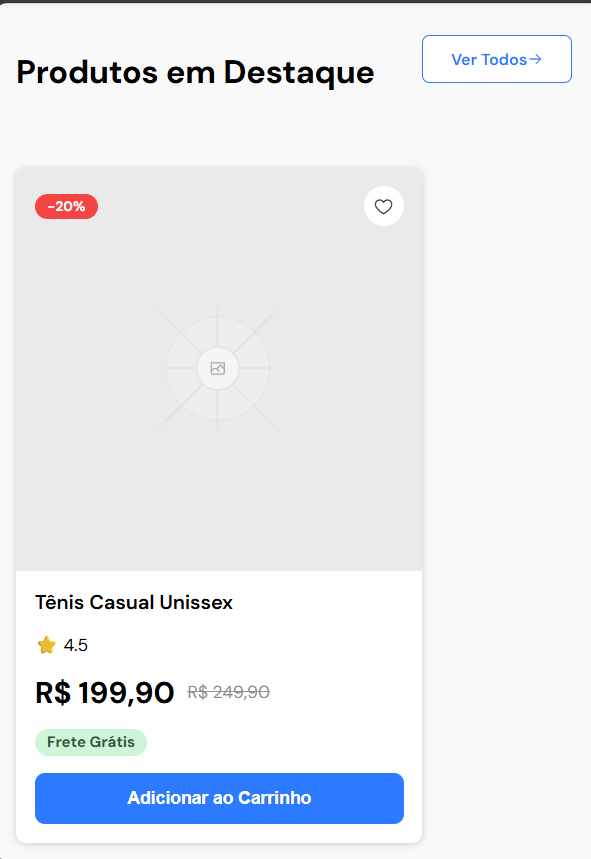 Produtos em Destaque
Ver Todos→
-20%
Tênis Casual Unissex
4.5
R$ 199,90 R$ 249,90
Frete Grátis
Adicionar ao Carrinho